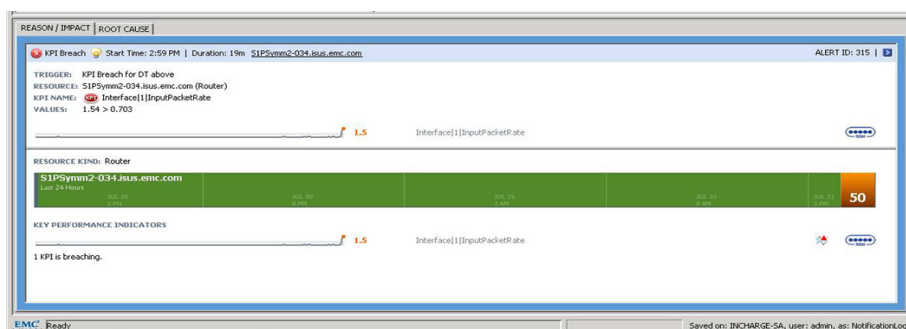 REASON / IMPACT
ROOT CAUSE
KPI Breach Start Time: 2:59 PM | Duration: 19m S1PSymm2-034.isus.emc.com ALERT ID: 315 |
TRIGGER: KPI Breach for DT above
RESOURCE: S1PSymm2-034.isus.emc.com (Router)
KPI NAME: KPI Interface|1|InputPacketRate
VALUES: 1.54 > 0.703
1.5 Interface|1|InputPacketRate
RESOURCE KIND: Router
S1PSymm2-034.isus.emc.com
Last 24 Hours
50
KEY PERFORMANCE INDICATORS
1.5 Interface|1|InputPacketRate
1 KPI is breaching.
EMC² Ready Saved on: INCHARGE-SA, user: admin, as: NotificationLog